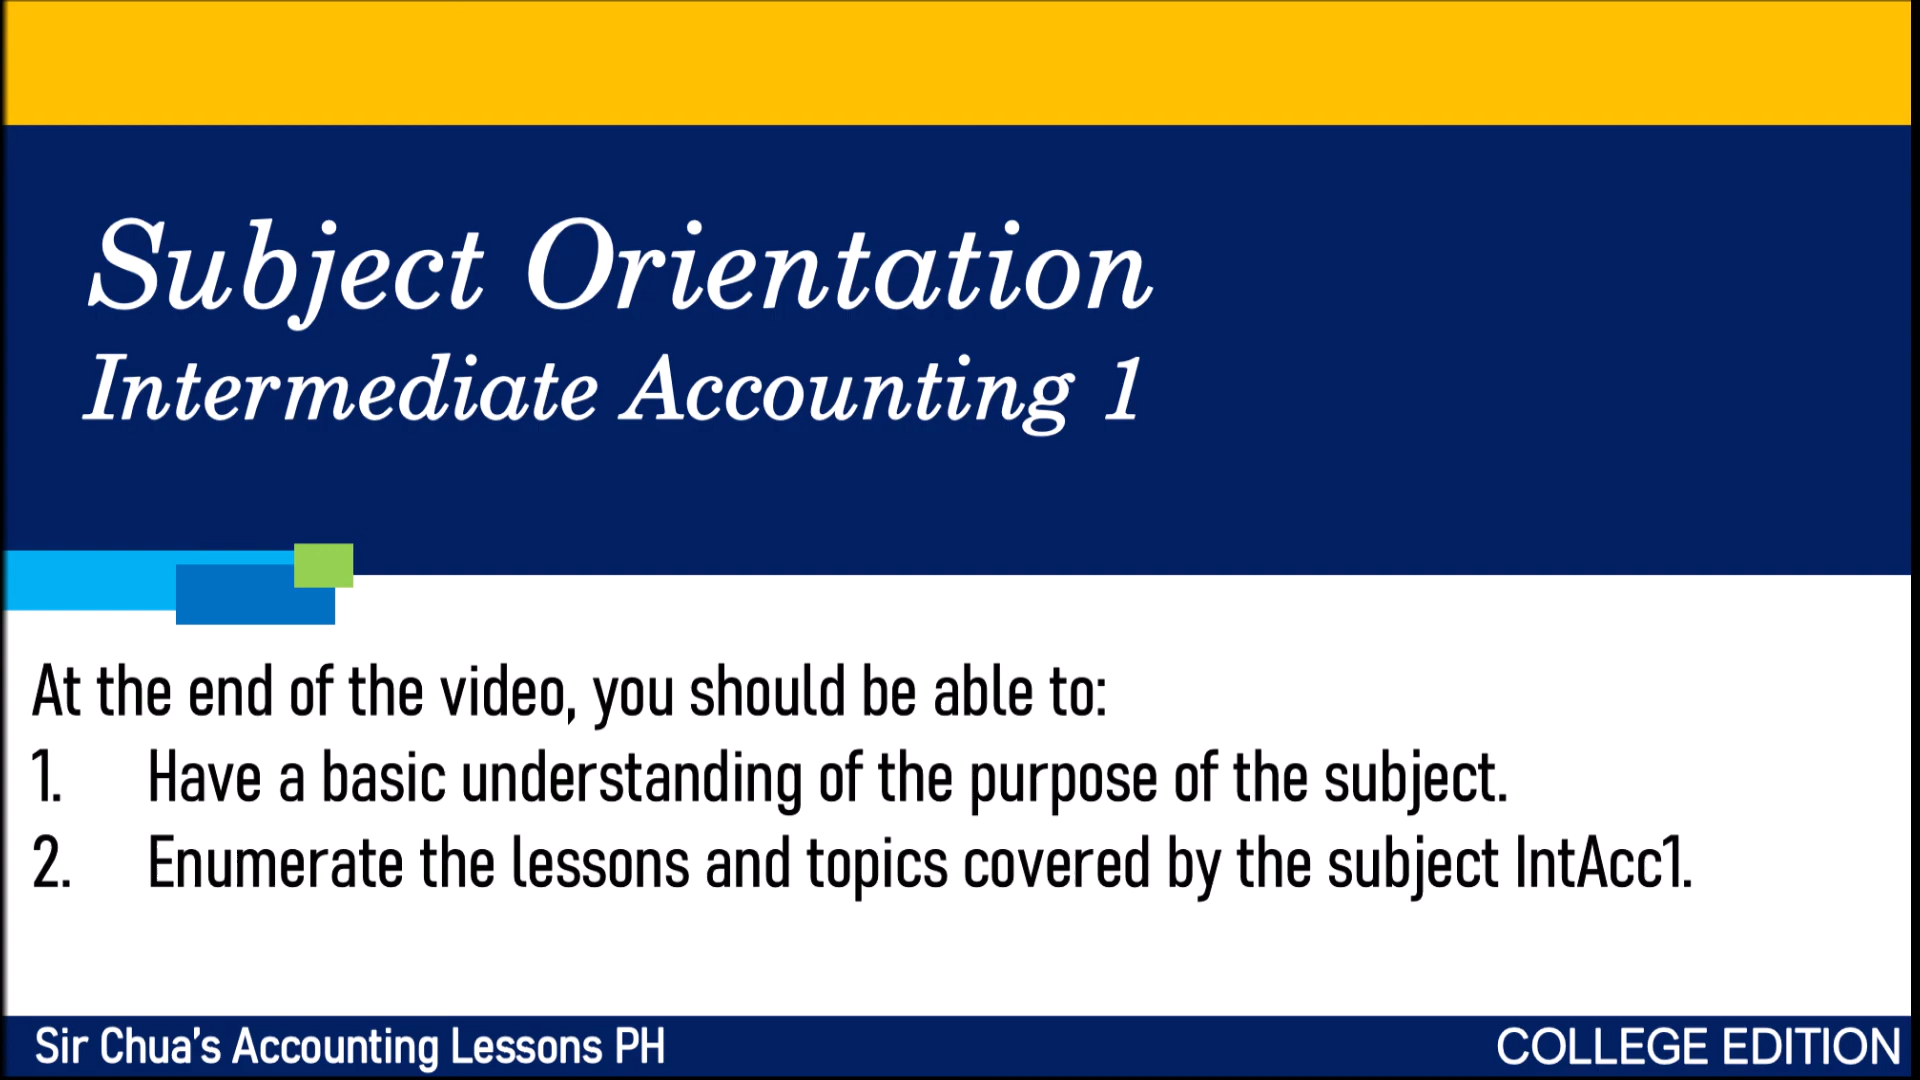 Subject Orientation
Intermediate Accounting 1
At the end of the video, you should be able to:
1. Have a basic understanding of the purpose of the subject.
2. Enumerate the lessons and topics covered by the subject IntAcc1.
Sir Chua's Accounting Lessons PH
COLLEGE EDITION